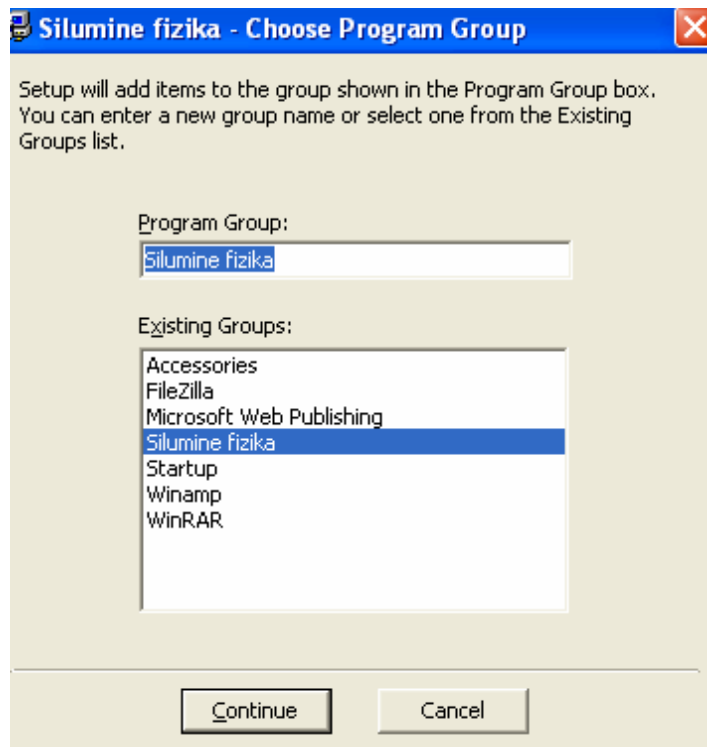 Silumine fizika - Choose Program Group
Setup will add items to the group shown in the Program Group box.
You can enter a new group name or select one from the Existing
Groups list.
Program Group:
Silumine fizika
Existing Groups:
Accessories
FileZilla
Microsoft Web Publishing
Silumine fizika
Startup
Winamp
WinRAR
Continue
Cancel